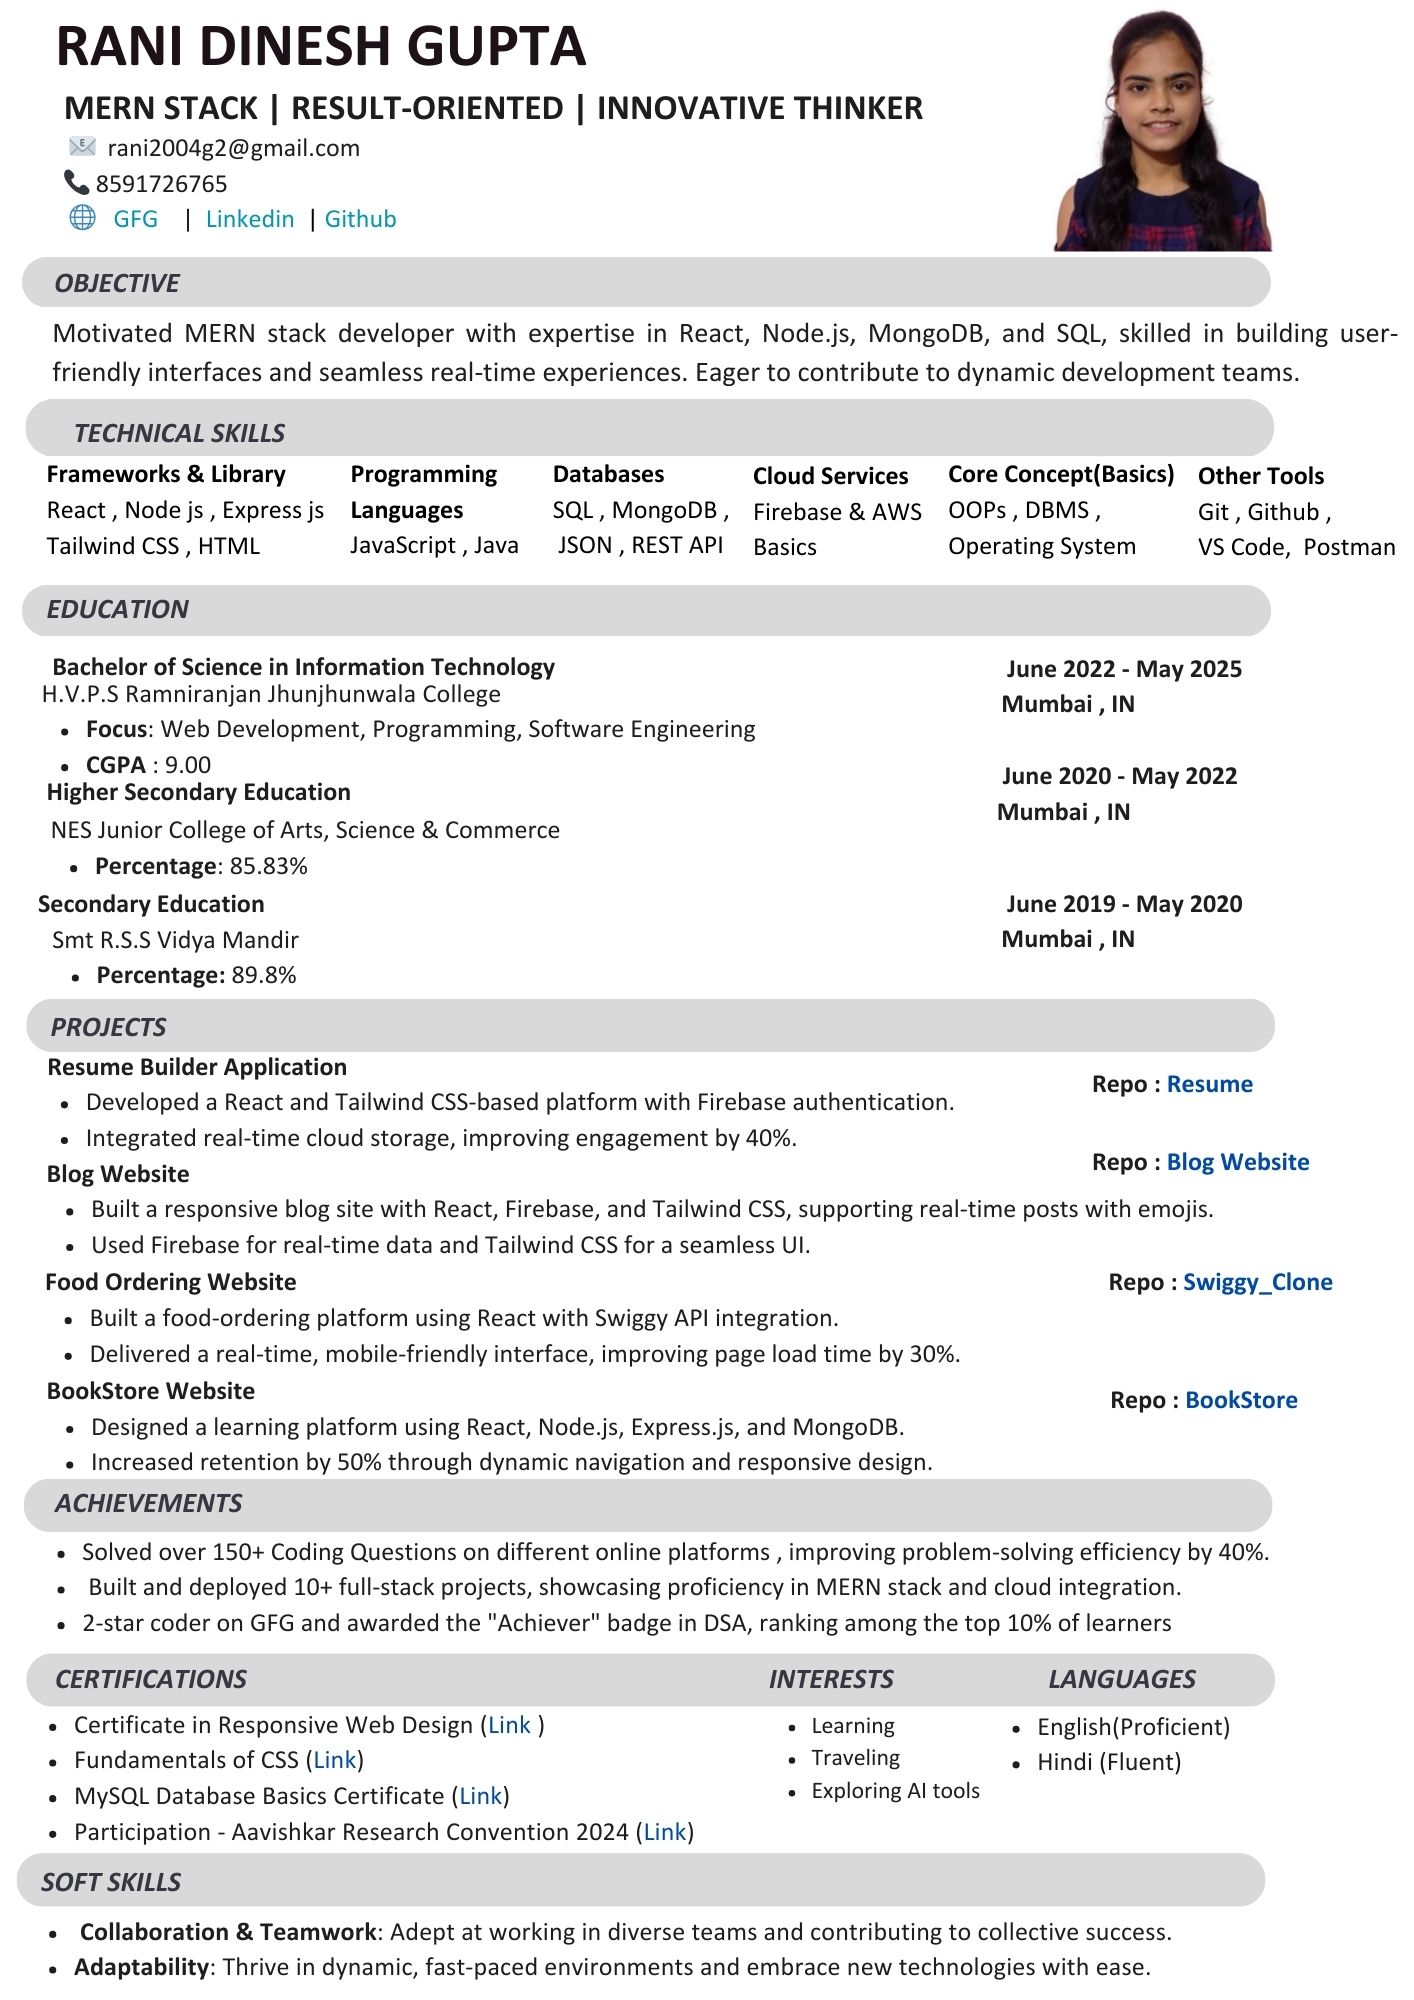 RANI DINESH GUPTA
MERN STACK | RESULT-ORIENTED | INNOVATIVE THINKER
E rani2004g2@gmail.com
8591726765
GFG | Linkedin | Github
OBJECTIVE
Motivated MERN stack developer with expertise in React, Node.js, MongoDB, and SQL, skilled in building user-
friendly interfaces and seamless real-time experiences. Eager to contribute to dynamic development teams.
TECHNICAL SKILLS
Frameworks & Library
React , Node js , Express js
Tailwind CSS , HTML
Programming
Languages
JavaScript , Java
Databases
SQL , MongoDB ,
JSON , REST API
Cloud Services
Firebase & AWS
Basics
Core Concept(Basics)
OOPs , DBMS ,
Operating System
Other Tools
Git , Github ,
VS Code, Postman
EDUCATION
Bachelor of Science in Information Technology
June 2022 - May 2025
H.V.P.S Ramniranjan Jhunjhunwala College
Mumbai , IN
• Focus: Web Development, Programming, Software Engineering
• CGPA : 9.00
Higher Secondary Education
June 2020 - May 2022
Mumbai , IN
NES Junior College of Arts, Science & Commerce
• Percentage: 85.83%
Secondary Education
June 2019 - May 2020
Smt R.S.S Vidya Mandir
Mumbai , IN
• Percentage: 89.8%
PROJECTS
Resume Builder Application
Repo : Resume
• Developed a React and Tailwind CSS-based platform with Firebase authentication.
• Integrated real-time cloud storage, improving engagement by 40%.
Blog Website
Repo : Blog Website
• Built a responsive blog site with React, Firebase, and Tailwind CSS, supporting real-time posts with emojis.
• Used Firebase for real-time data and Tailwind CSS for a seamless UI.
Food Ordering Website
Repo : Swiggy_Clone
• Built a food-ordering platform using React with Swiggy API integration.
• Delivered a real-time, mobile-friendly interface, improving page load time by 30%.
BookStore Website
Repo : BookStore
• Designed a learning platform using React, Node.js, Express.js, and MongoDB.
• Increased retention by 50% through dynamic navigation and responsive design.
ACHIEVEMENTS
• Solved over 150+ Coding Questions on different online platforms , improving problem-solving efficiency by 40%.
• Built and deployed 10+ full-stack projects, showcasing proficiency in MERN stack and cloud integration.
• 2-star coder on GFG and awarded the "Achiever" badge in DSA, ranking among the top 10% of learners
CERTIFICATIONS
• Certificate in Responsive Web Design (Link )
• Fundamentals of CSS (Link)
• MySQL Database Basics Certificate (Link)
• Participation - Aavishkar Research Convention 2024 (Link)
INTERESTS
• Learning
• Traveling
• Exploring AI tools
LANGUAGES
• English(Proficient)
• Hindi (Fluent)
SOFT SKILLS
• Collaboration & Teamwork: Adept at working in diverse teams and contributing to collective success.
• Adaptability: Thrive in dynamic, fast-paced environments and embrace new technologies with ease.